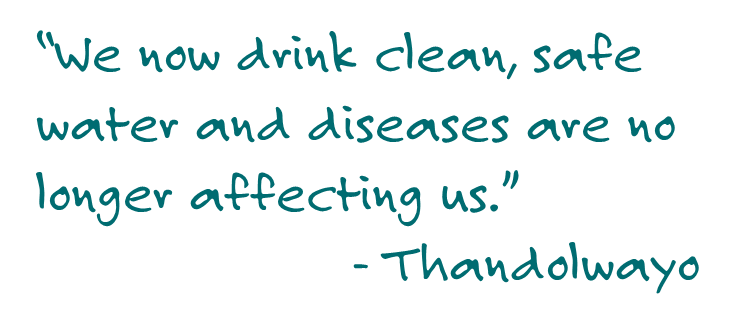 “We now drink clean, safe
water and diseases are no
longer affecting us.”
- Thandolwayo